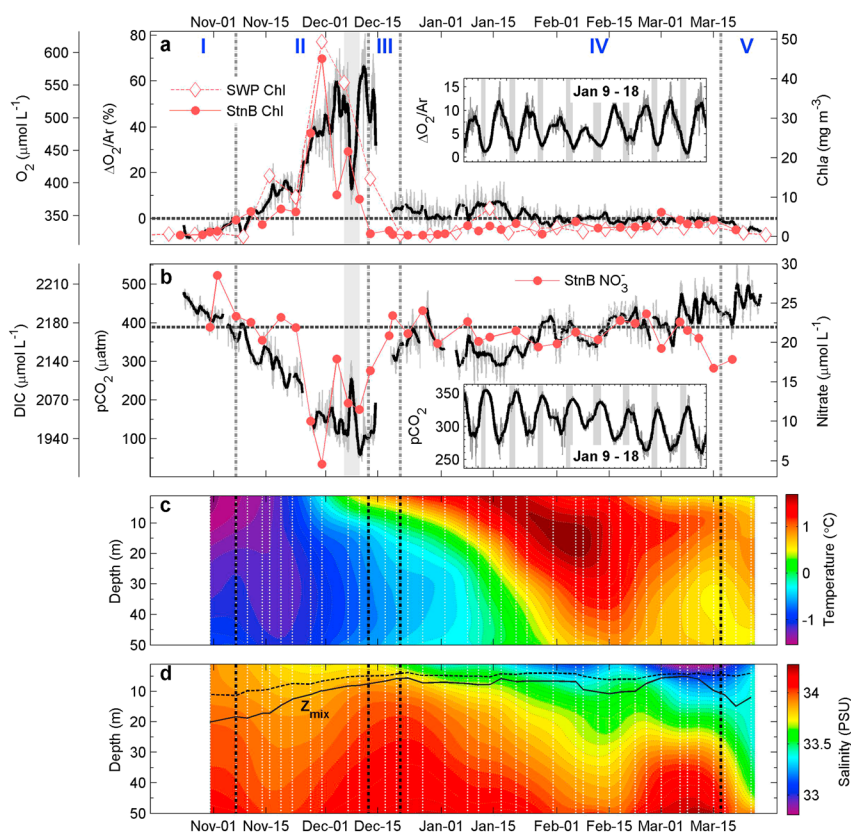 Nov-01 Nov-15 Dec-01 Dec-15 Jan-01 Jan-15 Feb-01 Feb-15 Mar-01 Mar-15
a I II III IV V
O2 (μmol L−1)
600
550
500
450
400
350
ΔO2/Ar (%)
80
60
40
20
0
SWP Chl
StnB Chl
Jan 9 - 18
ΔO2/Ar
15
10
5
0
50
40
30
20
10
0
Chla (mg m−3)
b
DIC (μmol L−1)
2210
2180
2140
2070
1940
pCO2 (μatm)
500
400
300
200
100
StnB NO3−
pCO2
350
300
250
Jan 9 - 18
30
25
20
15
10
5
Nitrate (μmol L−1)
c
Depth (m)
10
20
30
40
50
1
0
-1
Temperature (°C)
d
Depth (m)
10
20
30
40
50
Zmix
34
33.5
33
Salinity (PSU)
Nov-01 Nov-15 Dec-01 Dec-15 Jan-01 Jan-15 Feb-01 Feb-15 Mar-01 Mar-15